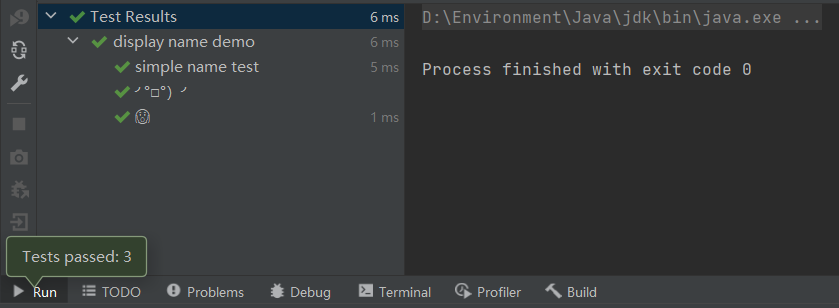 Test Results 6 ms
display name demo 6 ms
simple name test 5 ms
╯°□°）╯
😱 1 ms
D:\Environment\Java\jdk\bin\java.exe ...
Process finished with exit code 0
Tests passed: 3
Run TODO Problems Debug Terminal Profiler Build